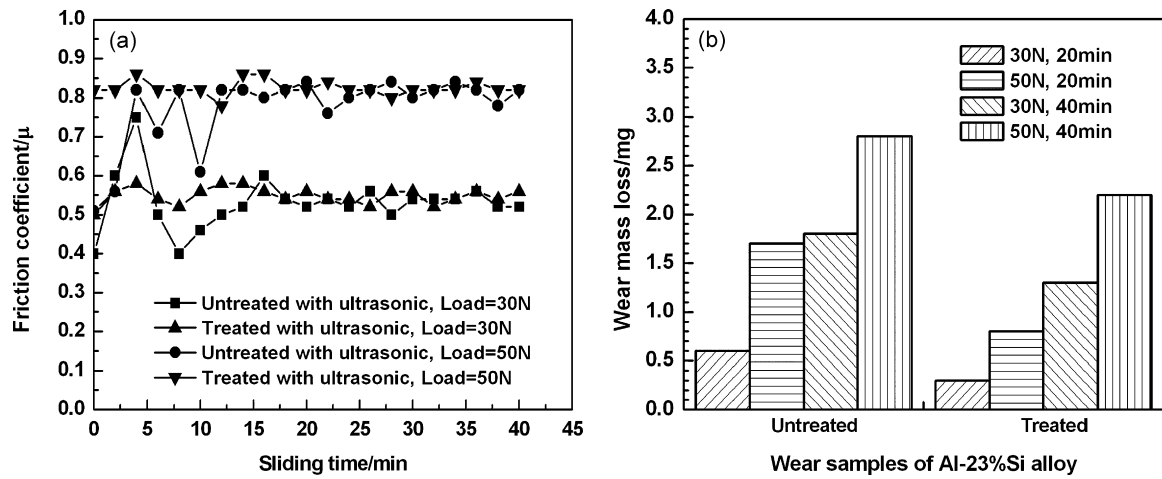 (a)
Friction coefficient/μ
1.0
0.9
0.8
0.7
0.6
0.5
0.4
0.3
0.2
0.1
0.0
Untreated with ultrasonic, Load=30N
Treated with ultrasonic, Load=30N
Untreated with ultrasonic, Load=50N
Treated with ultrasonic, Load=50N
0 5 10 15 20 25 30 35 40 45
Sliding time/min
(b)
Wear mass loss/mg
4.0
3.5
3.0
2.5
2.0
1.5
1.0
0.5
0.0
30N, 20min
50N, 20min
30N, 40min
50N, 40min
Untreated Treated
Wear samples of Al-23%Si alloy